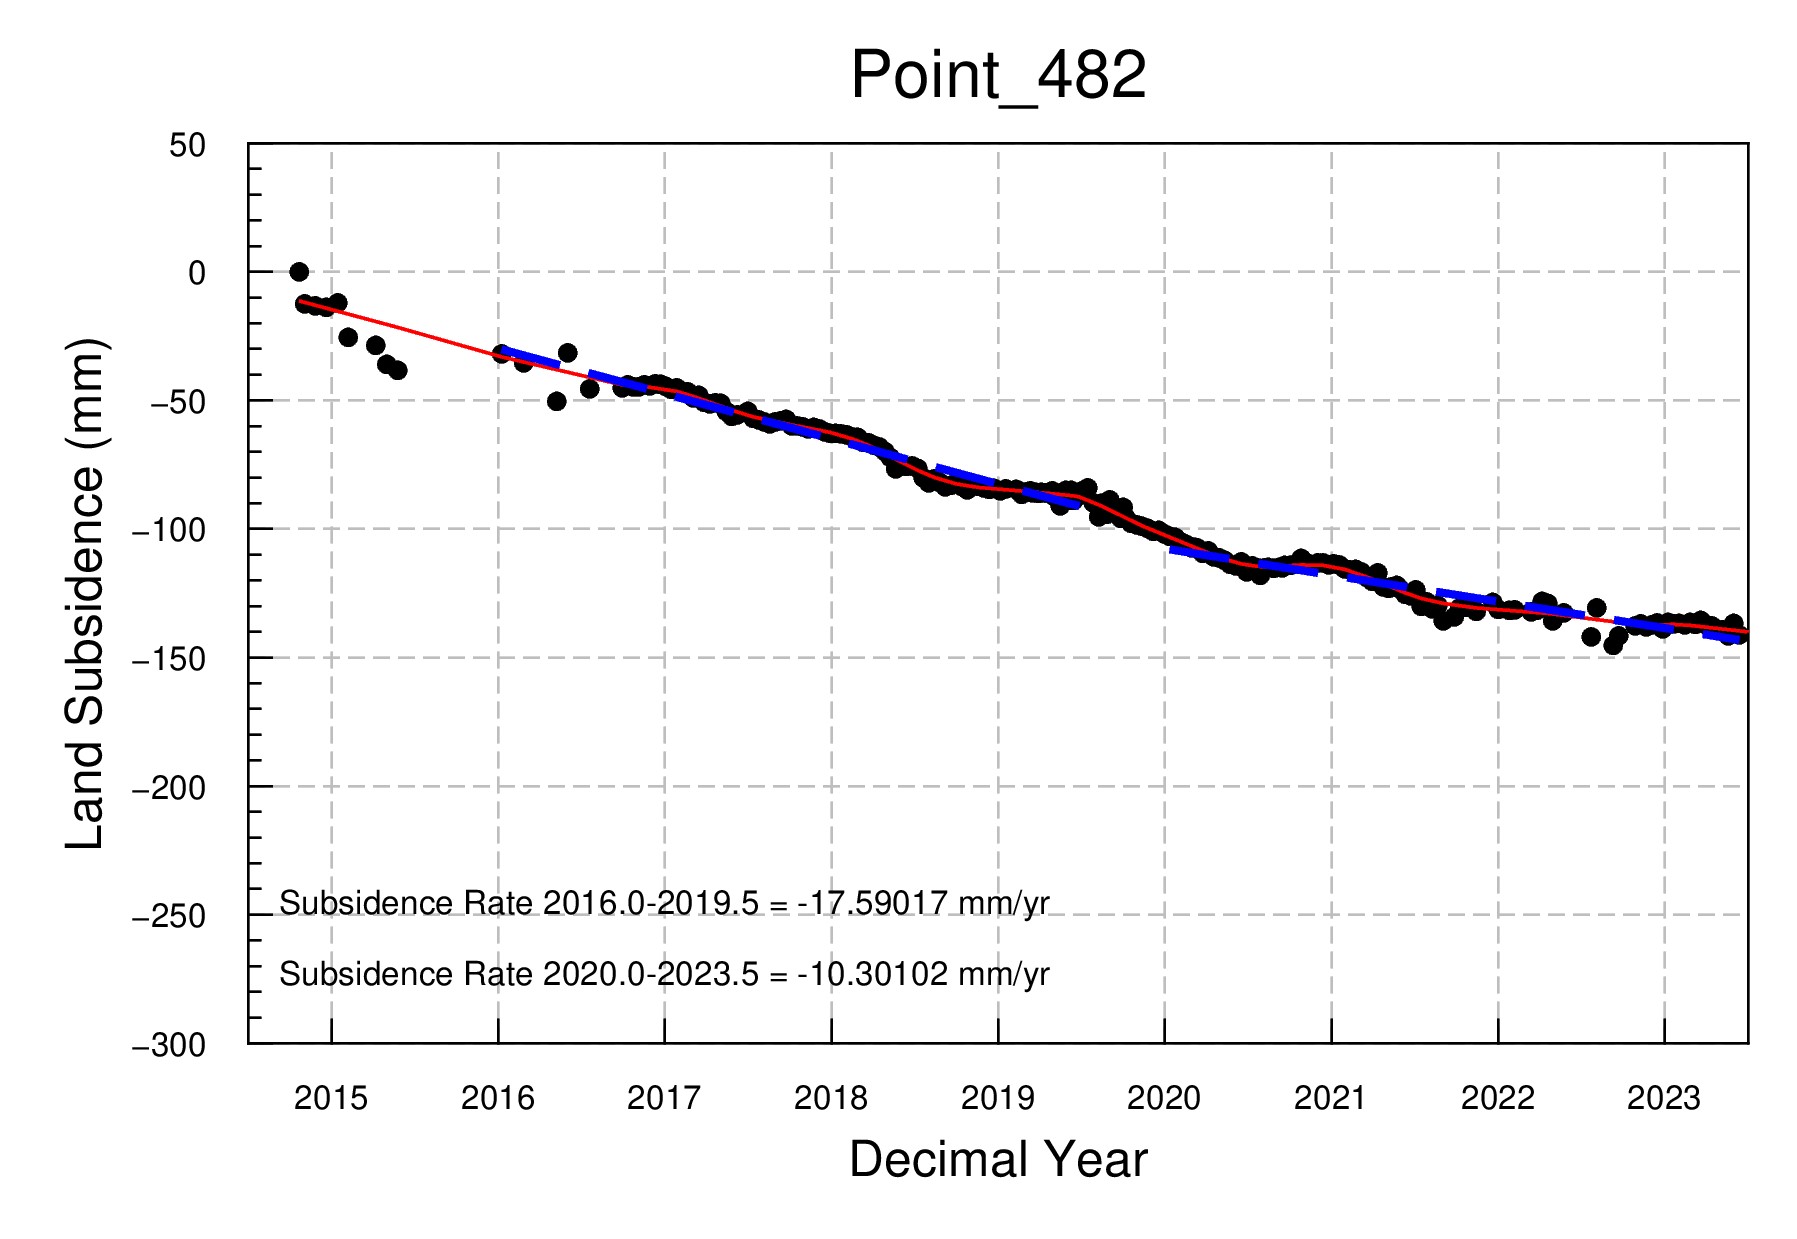 Point_482
50
0
−50
−100
−150
−200
−250
−300
Land Subsidence (mm)
Subsidence Rate 2016.0-2019.5 = -17.59017 mm/yr
Subsidence Rate 2020.0-2023.5 = -10.30102 mm/yr
2015 2016 2017 2018 2019 2020 2021 2022 2023
Decimal Year